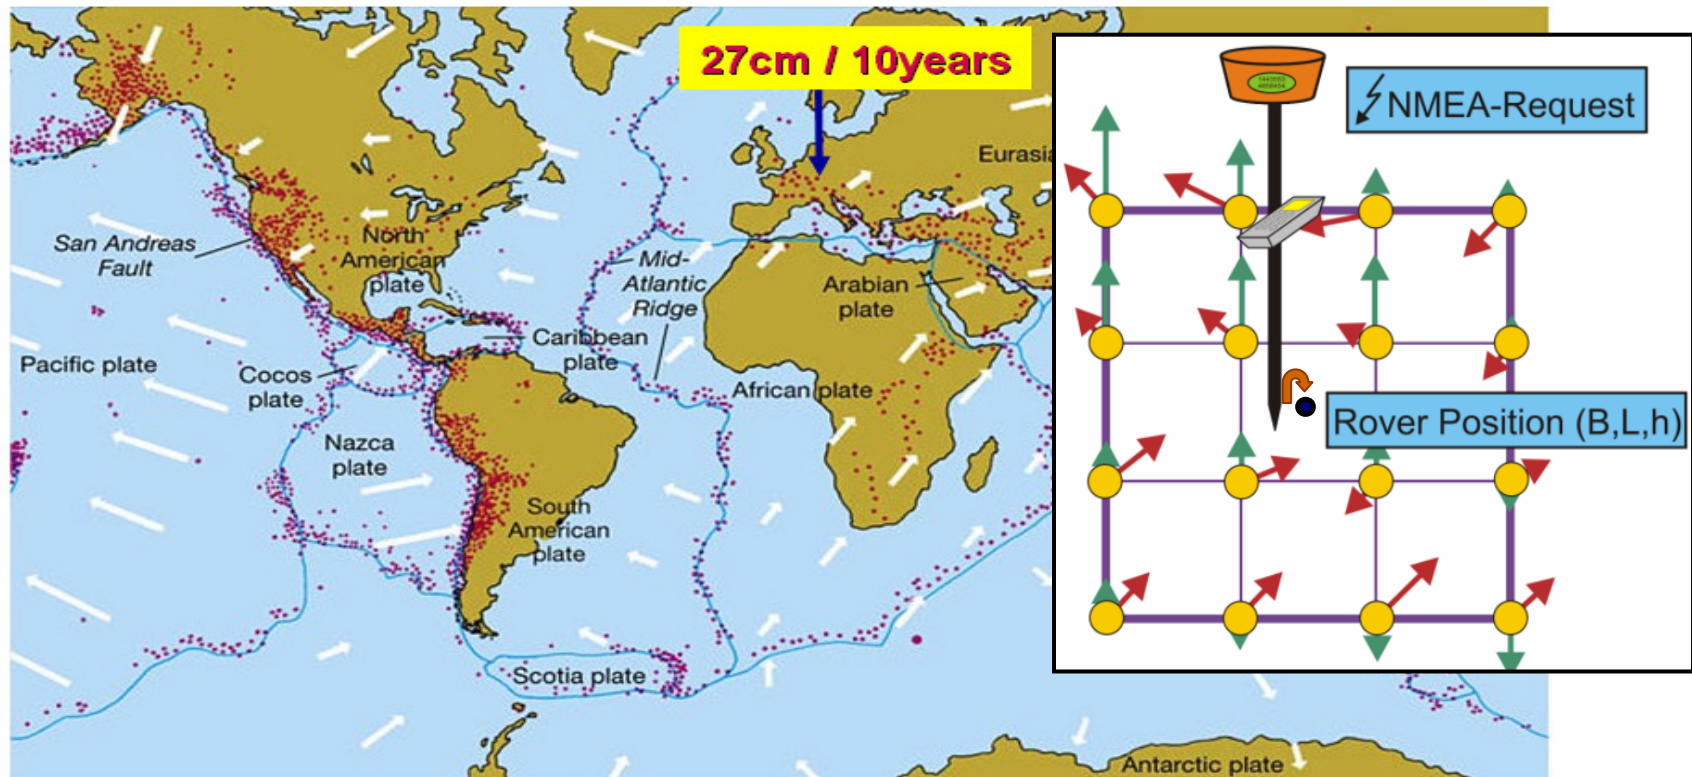 27cm / 10years
NMEA-Request
Eurasia
San Andreas
Fault
North
American
plate
Mid-
Atlantic
Ridge
Arabian
plate
Caribbean
plate
Pacific plate
Cocos
plate
African plate
Rover Position (B,L,h)
Nazca
plate
South
American
plate
Scotia plate
Antarctic plate